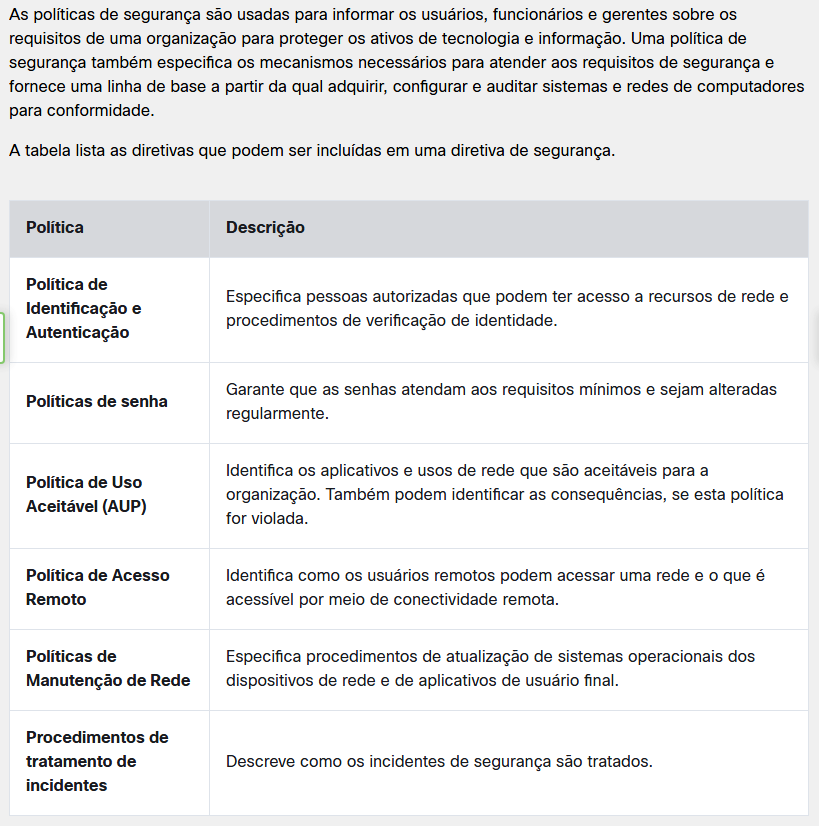 As políticas de segurança são usadas para informar os usuários, funcionários e gerentes sobre os
requisitos de uma organização para proteger os ativos de tecnologia e informação. Uma política de
segurança também especifica os mecanismos necessários para atender aos requisitos de segurança e
fornece uma linha de base a partir da qual adquirir, configurar e auditar sistemas e redes de computadores
para conformidade.
A tabela lista as diretivas que podem ser incluídas em uma diretiva de segurança.
Política
Descrição
Política de
Identificação e
Autenticação
Especifica pessoas autorizadas que podem ter acesso a recursos de rede e
procedimentos de verificação de identidade.
Políticas de senha
Garante que as senhas atendam aos requisitos mínimos e sejam alteradas
regularmente.
Política de Uso
Aceitável (AUP)
Identifica os aplicativos e usos de rede que são aceitáveis para a
organização. Também podem identificar as consequências, se esta política
for violada.
Política de Acesso
Remoto
Identifica como os usuários remotos podem acessar uma rede e o que é
acessível por meio de conectividade remota.
Políticas de
Manutenção de Rede
Especifica procedimentos de atualização de sistemas operacionais dos
dispositivos de rede e de aplicativos de usuário final.
Procedimentos de
tratamento de
incidentes
Descreve como os incidentes de segurança são tratados.